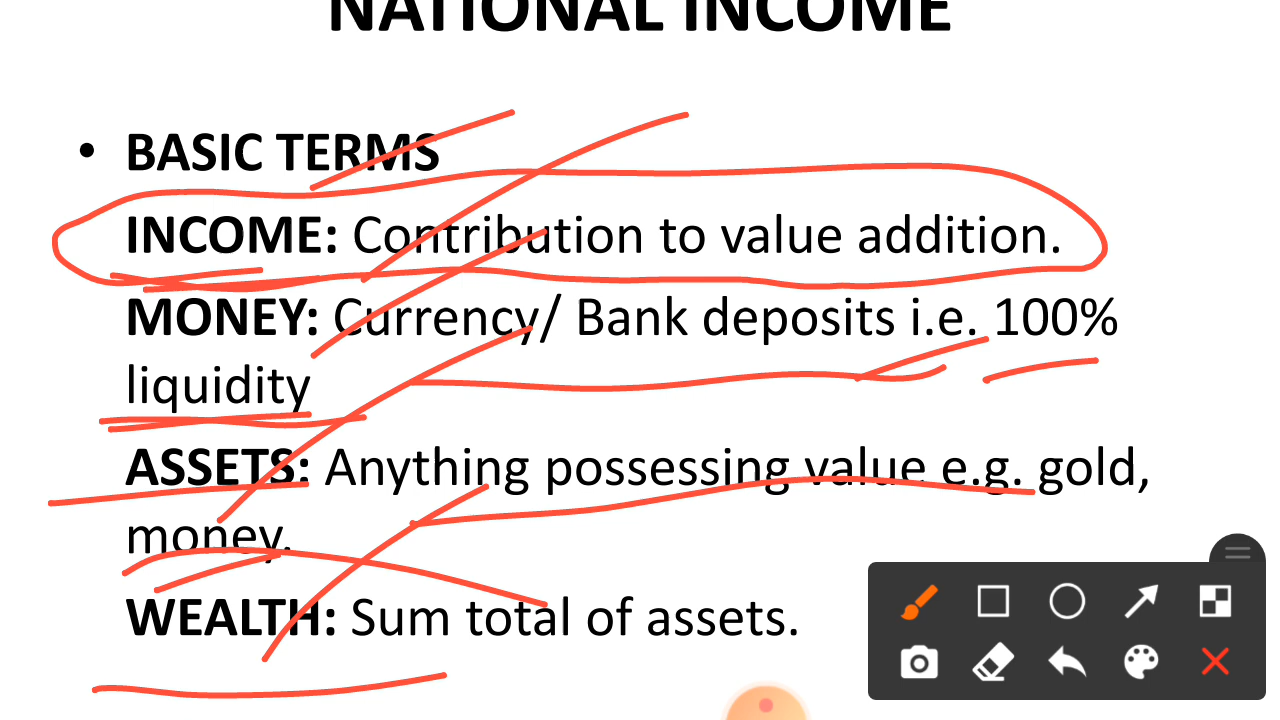 NATIONAL INCOME
• BASIC TERMS
INCOME: Contribution to value addition.
MONEY: Currency/ Bank deposits i.e. 100%
liquidity
ASSETS: Anything possessing value e.g. gold,
money.
WEALTH: Sum total of assets.